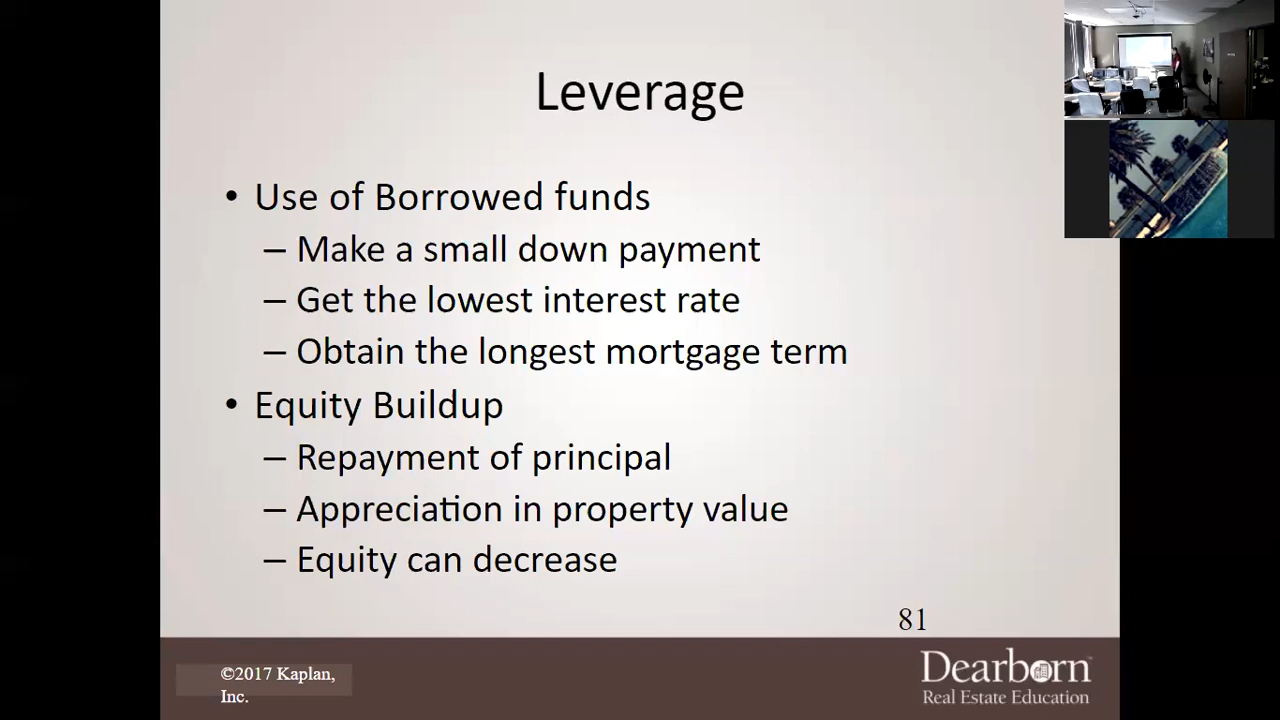 Leverage
• Use of Borrowed funds
– Make a small down payment
– Get the lowest interest rate
– Obtain the longest mortgage term
• Equity Buildup
– Repayment of principal
– Appreciation in property value
– Equity can decrease
81
©2017 Kaplan,
Inc.
Dearborn
Real Estate Education